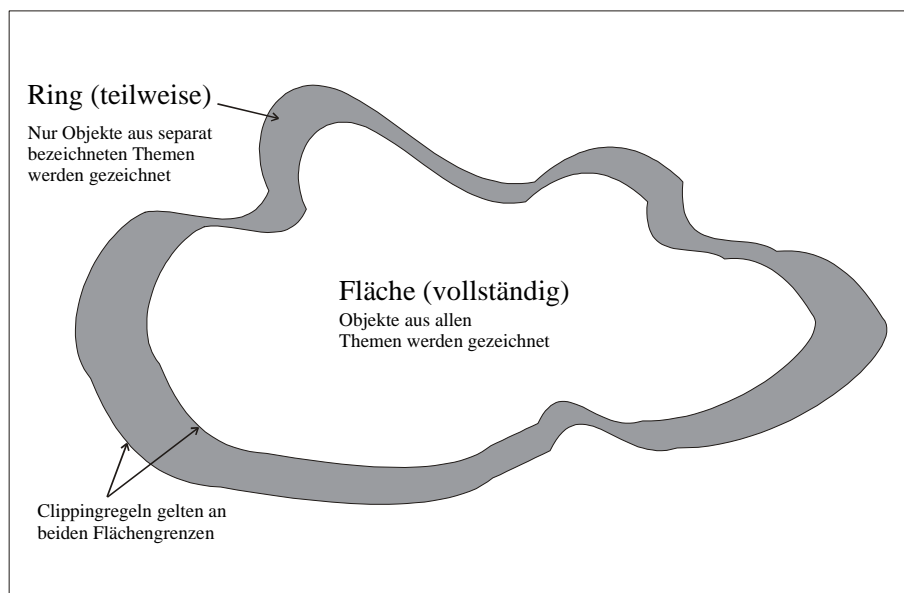 Ring (teilweise)
Nur Objekte aus separat
bezeichneten Themen
werden gezeichnet
Fläche (vollständig)
Objekte aus allen
Themen werden gezeichnet
Clippingregeln gelten an
beiden Flächengrenzen